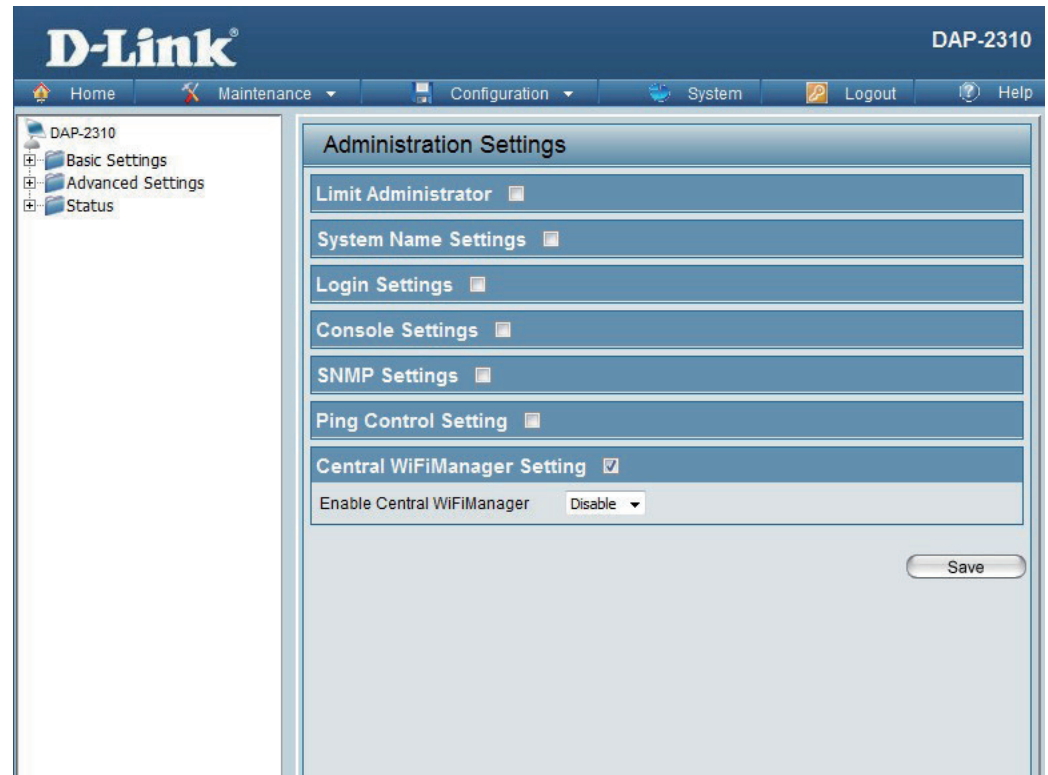 D-Link®
DAP-2310
Home Maintenance Configuration System Logout Help
DAP-2310
Basic Settings
Advanced Settings
Status
Administration Settings
Limit Administrator
System Name Settings
Login Settings
Console Settings
SNMP Settings
Ping Control Setting
Central WiFiManager Setting
Enable Central WiFiManager Disable
Save